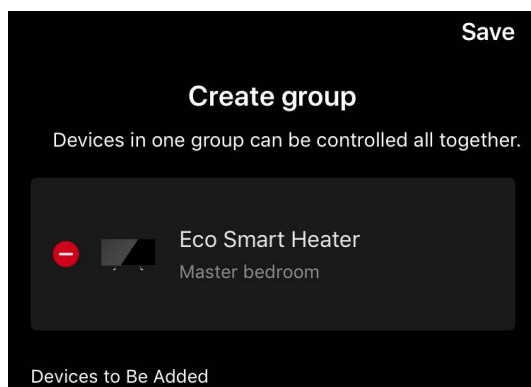 Save
Create group
Devices in one group can be controlled all together.
Eco Smart Heater
Master bedroom
Devices to Be Added